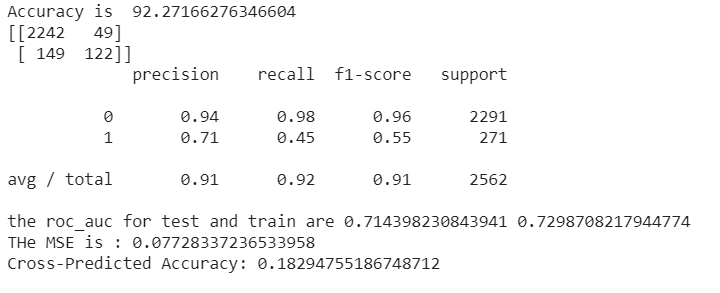 Accuracy is  92.27166276346604
[[2242   49]
 [ 149  122]]
            precision    recall  f1-score   support

          0       0.94      0.98      0.96      2291
          1       0.71      0.45      0.55       271

avg / total       0.91      0.92      0.91      2562

the roc_auc for test and train are 0.714398230843941 0.7298708217944774
THe MSE is : 0.07728337236533958
Cross-Predicted Accuracy: 0.18294755186748712